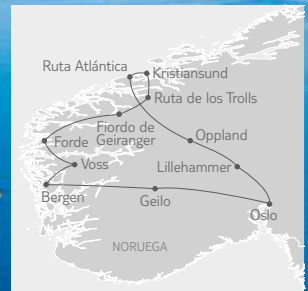 Ruta Atlántica
Kristiansund
Ruta de los Trolls
Fiordo de
Geiranger
Oppland
Forde
Voss
Lillehammer
Bergen
Geilo
Oslo
NORUEGA